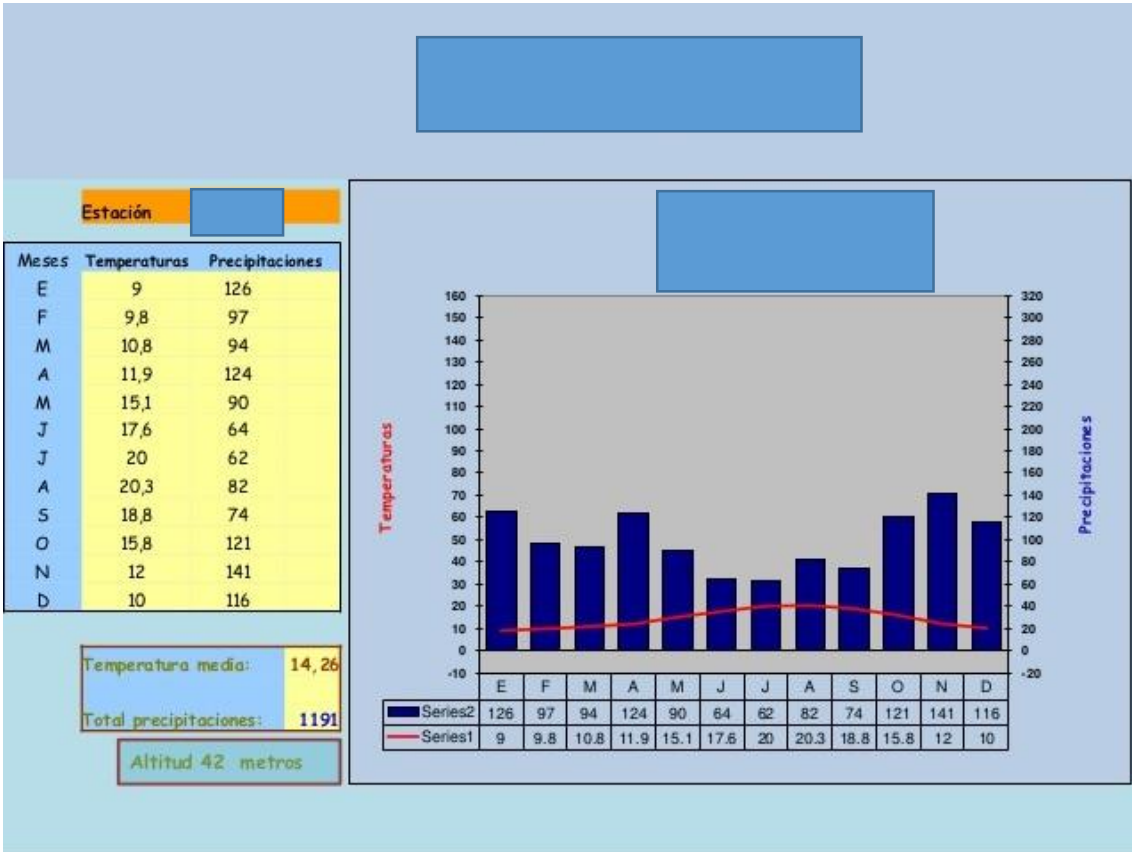 Estación
Meses Temperaturas Precipitaciones
E 9 126
F 9,8 97
M 10,8 94
A 11,9 124
M 15,1 90
J 17,6 64
J 20 62
A 20,3 82
S 18,8 74
O 15,8 121
N 12 141
D 10 116
Temperatura media: 14,26
Total precipitaciones: 1191
Altitud 42 metros
Temperaturas
160
150
140
130
120
110
100
90
80
70
60
50
40
30
20
10
0
-10
320
300
280
260
240
220
200
180
160
140
120
100
80
60
40
20
0
-20
Precipitaciones
E F M A M J J A S O N D
Series2 126 97 94 124 90 64 62 82 74 121 141 116
Series1 9 9.8 10.8 11.9 15.1 17.6 20 20.3 18.8 15.8 12 10